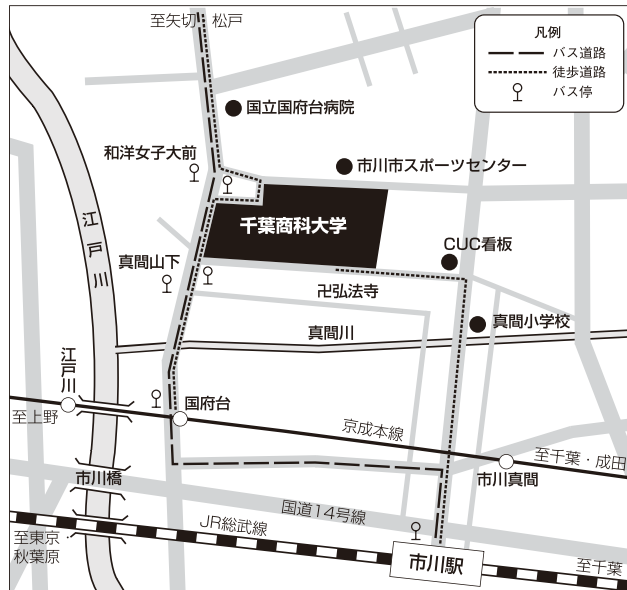 至矢切
松戸
凡例
バス道路
徒歩道路
バス停
国立国府台病院
和洋女子大前
市川市スポーツセンター
江戸川
千葉商科大学
CUC看板
真間山下
卍弘法寺
真間小学校
真間川
江戸川
国府台
至上野
京成本線
至千葉・成田
市川橋
市川真間
国道14号線
JR総武線
至東京・
秋葉原
市川駅
至千葉